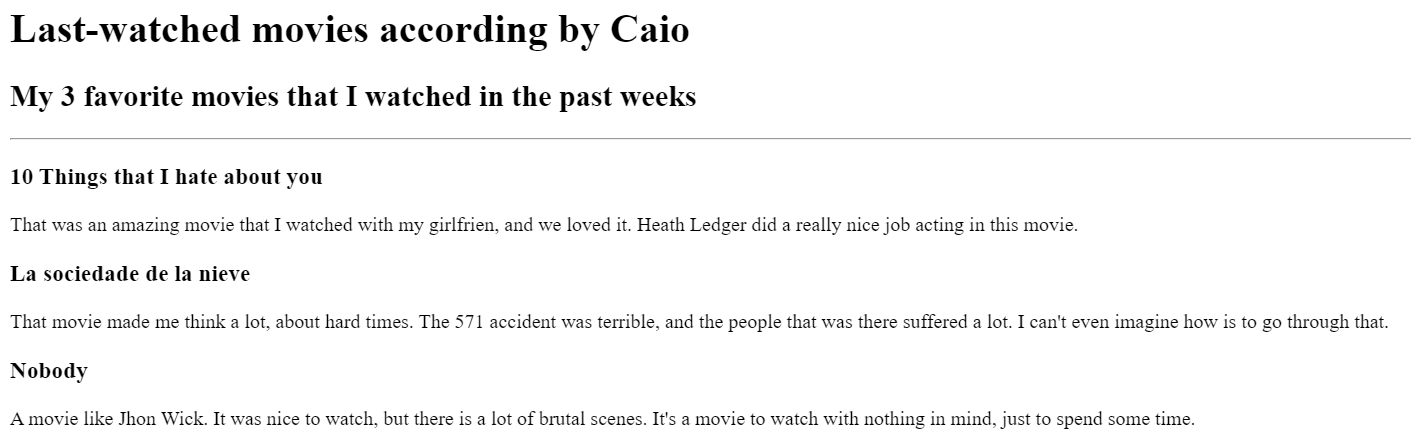 Last-watched movies according by Caio
My 3 favorite movies that I watched in the past weeks
10 Things that I hate about you
That was an amazing movie that I watched with my girlfrien, and we loved it. Heath Ledger did a really nice job acting in this movie.
La sociedade de la nieve
That movie made me think a lot, about hard times. The 571 accident was terrible, and the people that was there suffered a lot. I can't even imagine how is to go through that.
Nobody
A movie like Jhon Wick. It was nice to watch, but there is a lot of brutal scenes. It's a movie to watch with nothing in mind, just to spend some time.